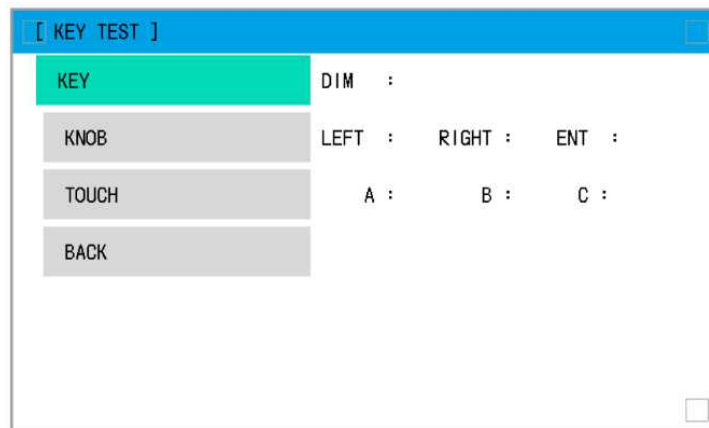 [ KEY TEST ]
KEY DIM :
KNOB LEFT : RIGHT : ENT :
TOUCH A : B : C :
BACK